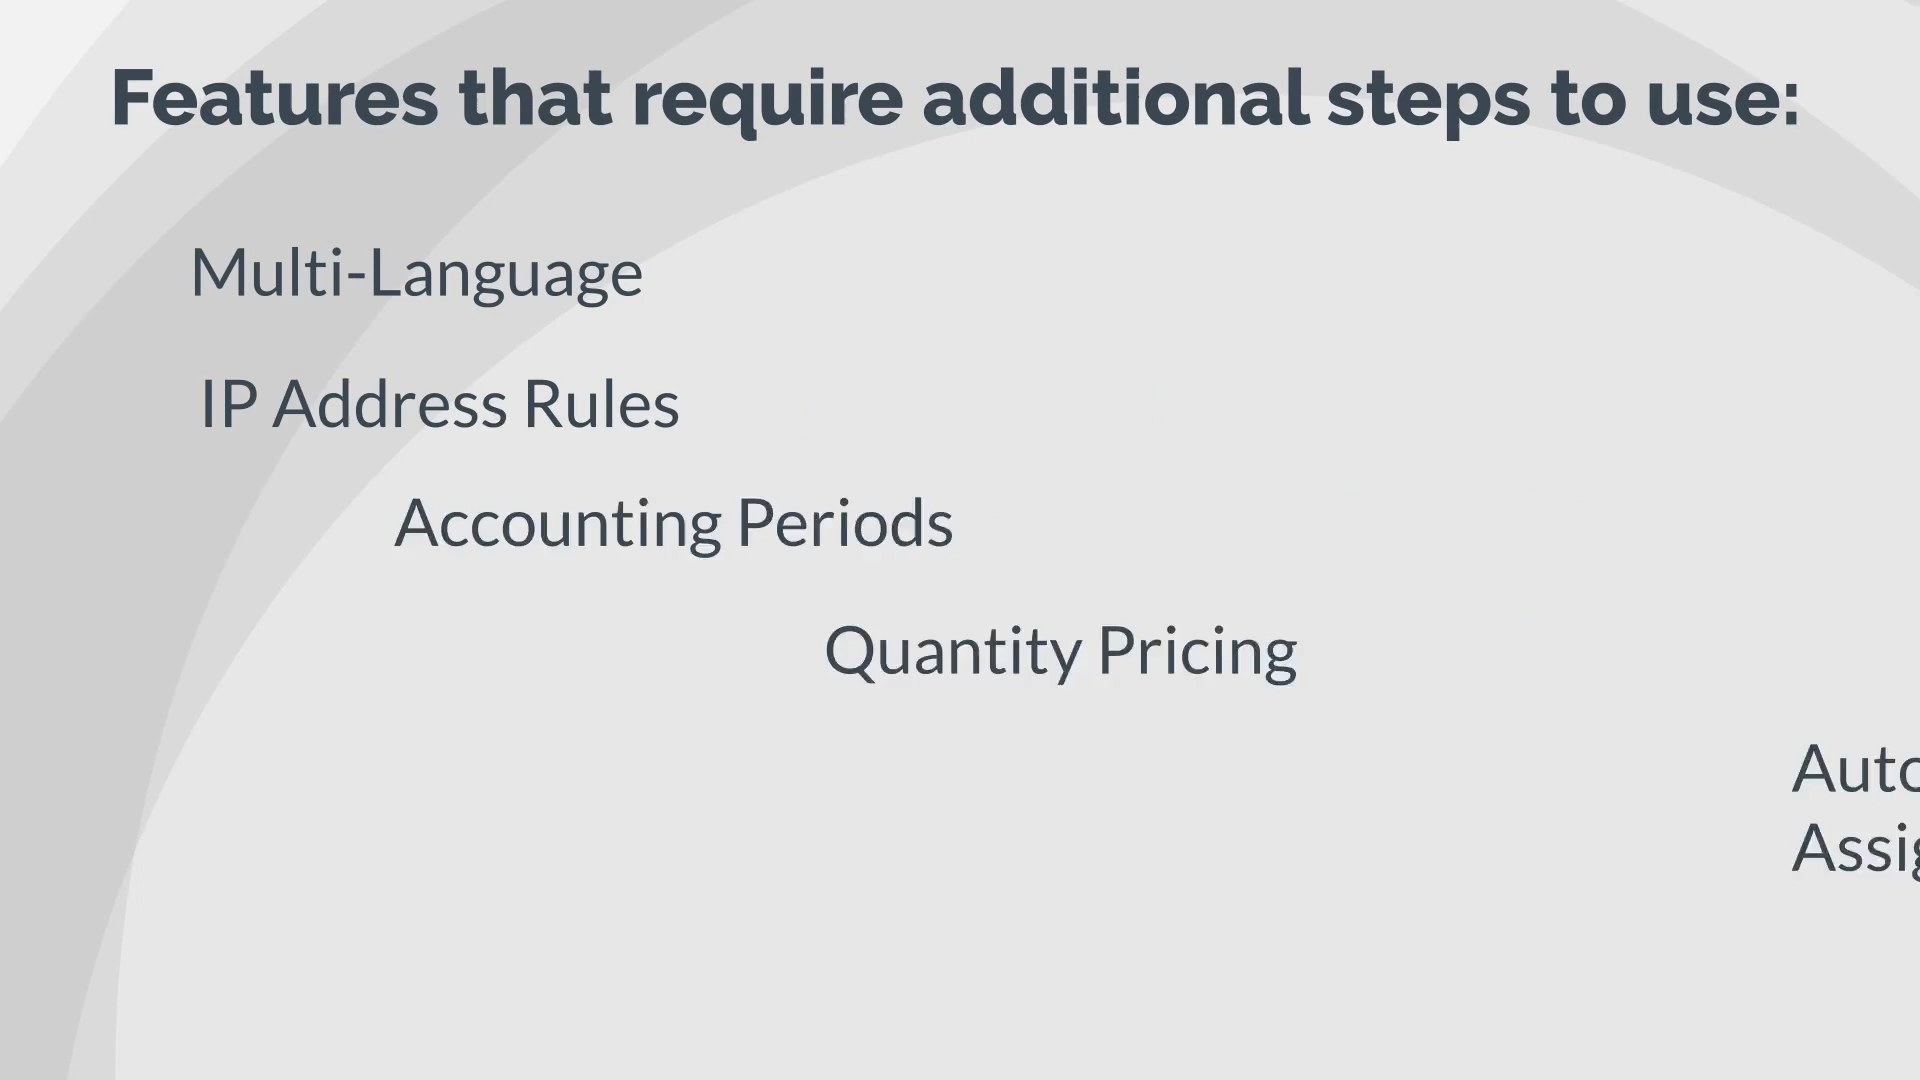 Features that require additional steps to use:
Multi-Language
IP Address Rules
Accounting Periods
Quantity Pricing